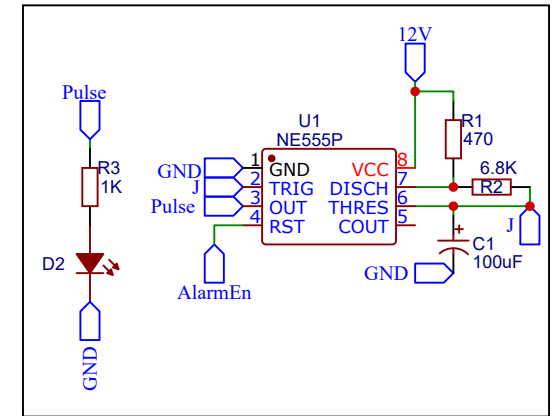 12V
Pulse
R3
1K
D2
GND
U1
NE555P
GND
J
Pulse
AlarmEn
1
2
3
4
GND
TRIG
OUT
RST
VCC
DISCH
THRES
COUT
8
7
6
5
R1
470
6.8K
R2
J
+
C1
100uF
GND